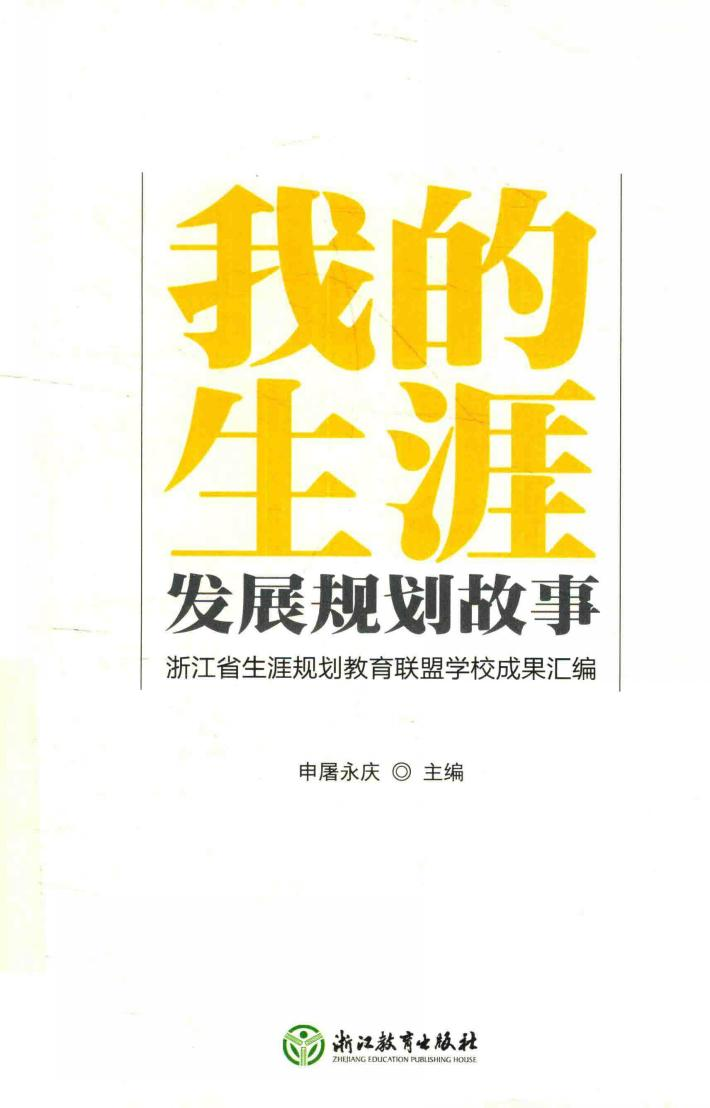 我的
生涯
发展规划故事
浙江省生涯规划教育联盟学校成果汇编
申屠永庆 ◎ 主编
浙江教育出版社
ZHEJIANG EDUCATION PUBLISHING HOUSE